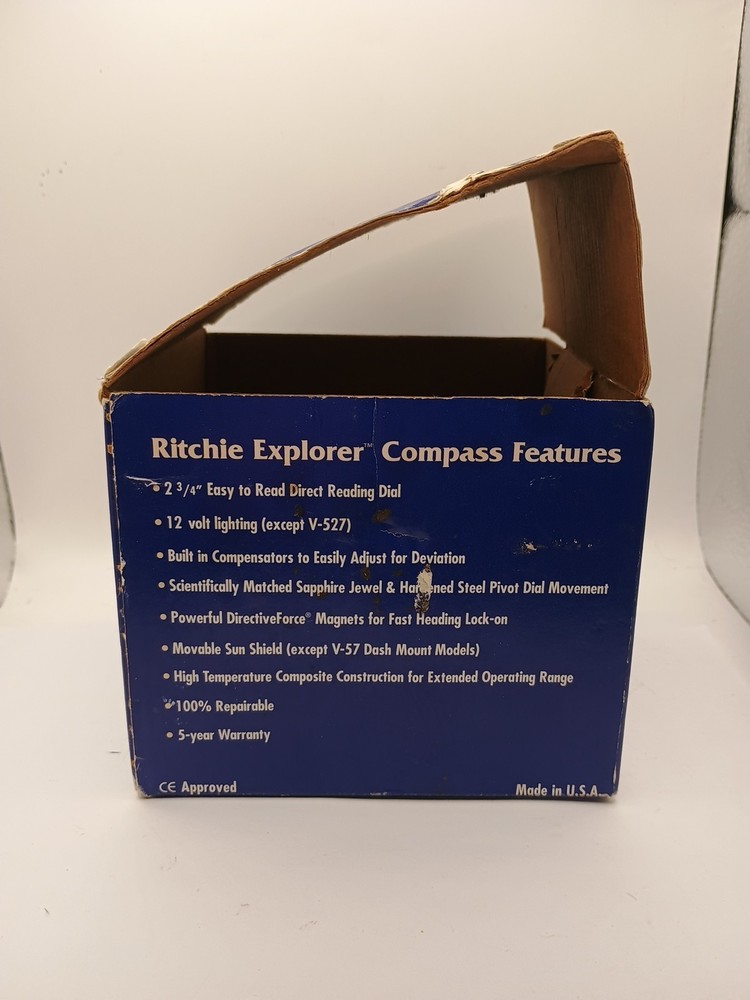 Ritchie Explorer™ Compass Features
• 2 3/4" Easy to Read Direct Reading Dial
• 12 volt lighting (except V-527)
• Built in Compensators to Easily Adjust for Deviation
• Scientifically Matched Sapphire Jewel & Steel Pivot Dial Movement
• Powerful DirectiveForce® Magnets for Fast Heading Lock-on
• Movable Sun Shield (except V-57 Dash Mount Models)
• High Temperature Composite Construction for Extended Operating Range
• 100% Repairable
• 5-year Warranty
CE Approved
Made in U.S.A.